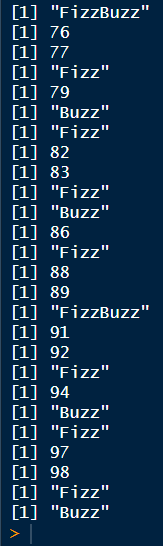 [1] "FizzBuzz"
[1] 76
[1] 77
[1] "Fizz"
[1] 79
[1] "Buzz"
[1] "Fizz"
[1] 82
[1] 83
[1] "Fizz"
[1] "Buzz"
[1] 86
[1] "Fizz"
[1] 88
[1] 89
[1] "FizzBuzz"
[1] 91
[1] 92
[1] "Fizz"
[1] 94
[1] "Buzz"
[1] "Fizz"
[1] 97
[1] 98
[1] "Fizz"
[1] "Buzz"
>